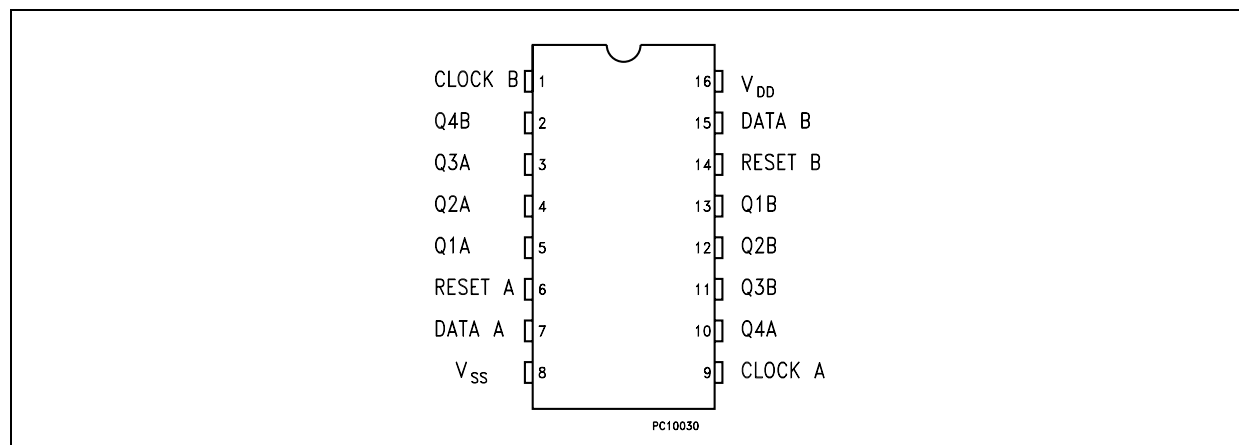 CLOCK B 1 16 VDD
Q4B 2 15 DATA B
Q3A 3 14 RESET B
Q2A 4 13 Q1B
Q1A 5 12 Q2B
RESET A 6 11 Q3B
DATA A 7 10 Q4A
VSS 8 9 CLOCK A
PC10030